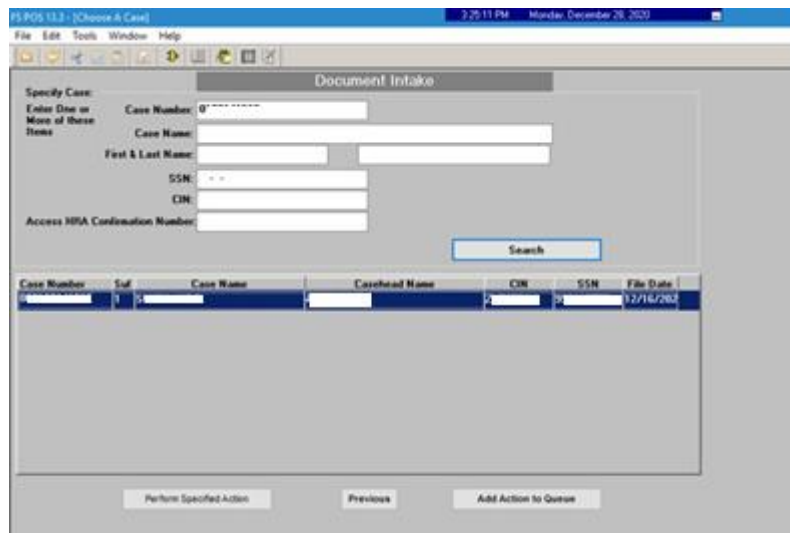 FS POS 13.3 - [Choose A Case] 3:25:11 PM Monday, December 28, 2020
File Edit Tools Window Help
Document Intake
Specify Case:
Enter One or More of these Items
Case Number: 0
Case Name:
First & Last Name:
SSN: - -
CIN:
Access HRA Confirmation Number:
Search
Case Number Suf Case Name Casehead Name CIN SSN File Date
1 S 2 9 12/16/202
Perform Specified Action Previous Add Action to Queue